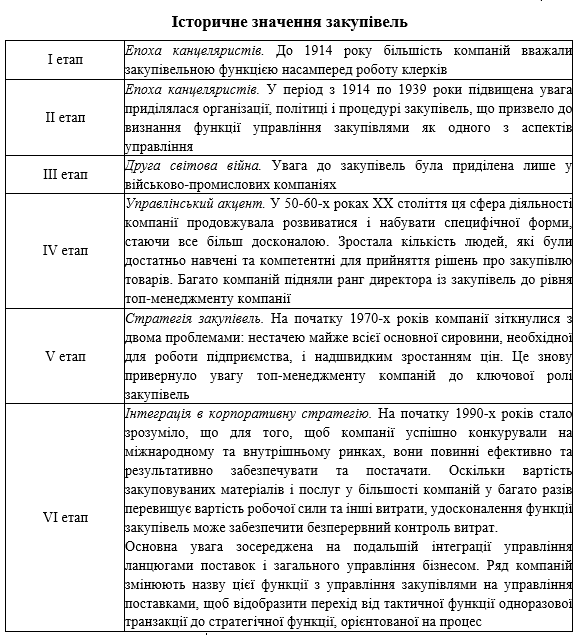 Історичне значення закупівель
І етап
Епоха канцеляристів. До 1914 року більшість компаній вважали
закупівельною функцією насамперед роботу клерків
ІІ етап
Епоха канцеляристів. У період з 1914 по 1939 роки підвищена увага
приділялася організації, політиці і процедурі закупівель, що призвело до
визнання функції управління закупівлями як одного з аспектів
управління
ІІІ етап
Друга світова війна. Увага до закупівель була приділена лише у
військово-промислових компаніях
IV етап
Управлінський акцент. У 50-60-х роках ХХ століття ця сфера діяльності
компанії продовжувала розвиватися і набувати специфічної форми,
стаючи все більш досконалою. Зростала кількість людей, які були
достатньо навчені та компетентні для прийняття рішень про закупівлю
товарів. Багато компаній підняли ранг директора із закупівель до рівня
топ-менеджменту компанії
V етап
Стратегія закупівель. На початку 1970-х років компанії зіткнулися з
двома проблемами: нестачею майже всієї основної сировини, необхідної
для роботи підприємства, і надшвидким зростанням цін. Це знову
привернуло увагу топ-менеджменту компаній до ключової ролі
закупівель
VI етап
Інтеграція в корпоративну стратегію. На початку 1990-х років стало
зрозуміло, що для того, щоб компанії успішно конкурували на
міжнародному та внутрішньому ринках, вони повинні ефективно та
результативно забезпечувати та постачати. Оскільки вартість
закуповуваних матеріалів і послуг у більшості компаній у багато разів
перевищує вартість робочої сили та інші витрати, удосконалення функції
закупівель може забезпечити безперервний контроль витрат.
Основна увага зосереджена на подальшій інтеграції управління
ланцюгами поставок і загального управління бізнесом. Ряд компаній
змінюють назву цієї функції з управління закупівлями на управління
поставками, щоб відобразити перехід від тактичної функції одноразової
транзакції до стратегічної функції, орієнтованої на процес